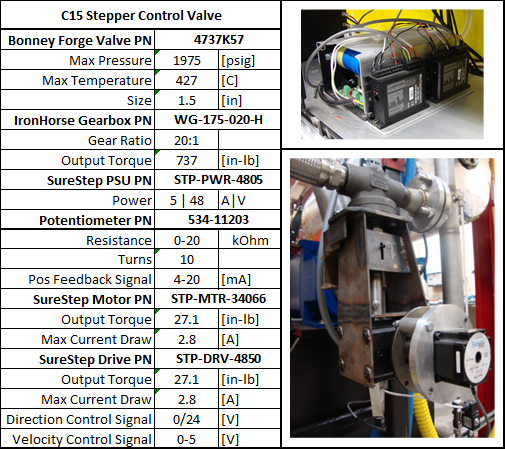 C15 Stepper Control Valve
Bonney Forge Valve PN 4737K57
Max Pressure 1975 [psig]
Max Temperature 427 [C]
Size 1.5 [in]
IronHorse Gearbox PN WG-175-020-H
Gear Ratio 20:1
Output Torque 737 [in-lb]
SureStep PSU PN STP-PWR-4805
Power 5 | 48 A|V
Potentiometer PN 534-11203
Resistance 0-20 kOhm
Turns 10
Pos Feedback Signal 4-20 [mA]
SureStep Motor PN STP-MTR-34066
Output Torque 27.1 [in-lb]
Max Current Draw 2.8 [A]
SureStep Drive PN STP-DRV-4850
Output Torque 27.1 [in-lb]
Max Current Draw 2.8 [A]
Direction Control Signal 0/24 [V]
Velocity Control Signal 0-5 [V]